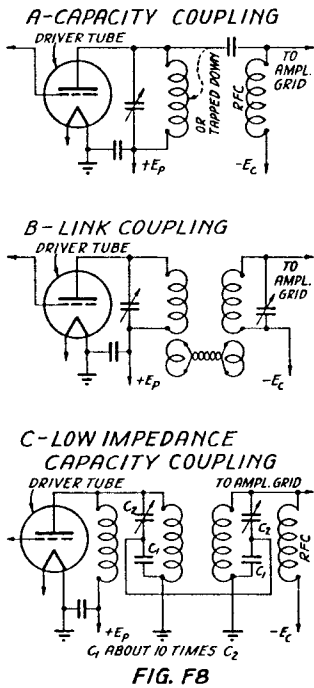 A-CAPACITY COUPLING
DRIVER TUBE
OR TAPPED DOWN
RFC
TO
AMPL.
GRID
+Ep
-Ec
B-LINK COUPLING
DRIVER TUBE
TO
AMPL.
GRID
+Ep
-Ec
C-LOW IMPEDANCE
CAPACITY COUPLING
DRIVER TUBE
TO AMPL. GRID
C2
C1
C2
C1
RFC
+Ep
-Ec
C1 ABOUT 10 TIMES C2
FIG. F8